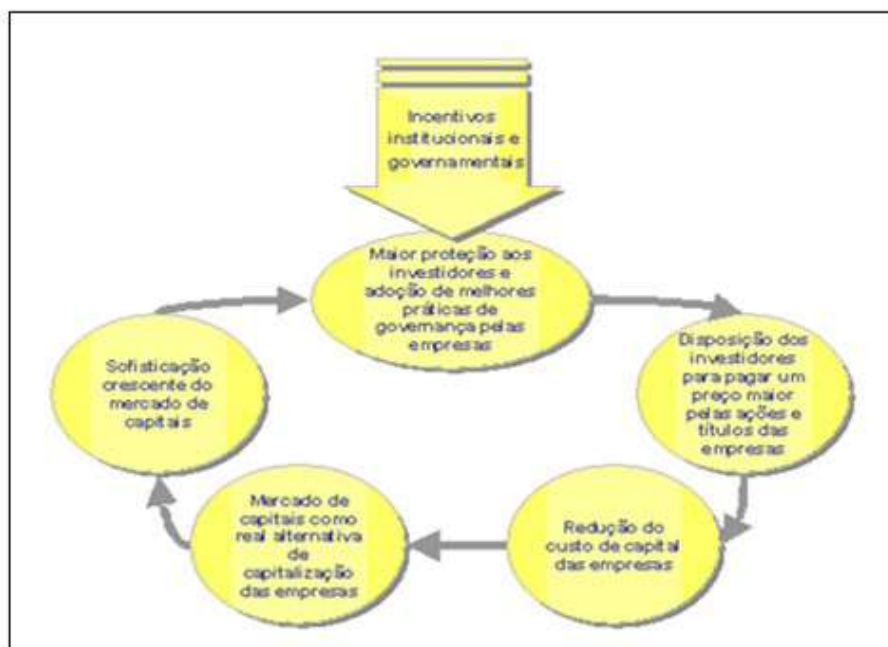 Incentivos
institucionais e
governamentais
Maior proteção aos
investidores e
adoção de melhores
práticas de
governança pelas
empresas
Disposição dos
investidores
para pagar um
preço maior
pelas ações e
títulos das
empresas
Redução do
custo de capital
das empresas
Mercado de
capitais como
real alternativa
de
capitalização
das empresas
Sofisticação
crescente do
mercado de
capitais